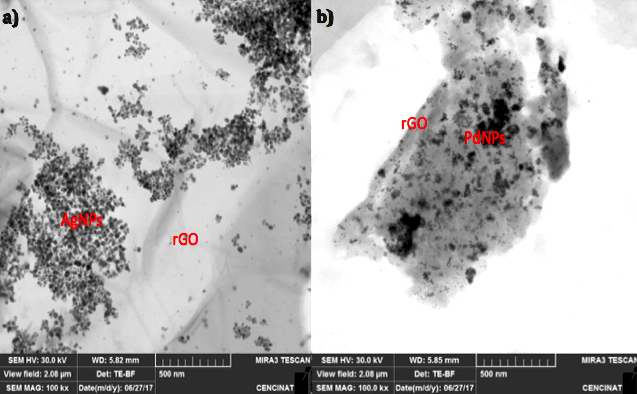 a)
AgNPs
rGO
SEM HV: 30.0 kV WD: 5.82 mm MIRA3 TESCAN
View field: 2.08 µm Det: TE-BF 500 nm
SEM MAG: 100 kx Date(m/d/y): 06/27/17 CENCINAT
b)
rGO
PdNPs
SEM HV: 30.0 kV WD: 5.85 mm MIRA3 TESCAN
View field: 2.08 µm Det: TE-BF 500 nm
SEM MAG: 100.0 kx Date(m/d/y): 06/27/17 CENCINAT